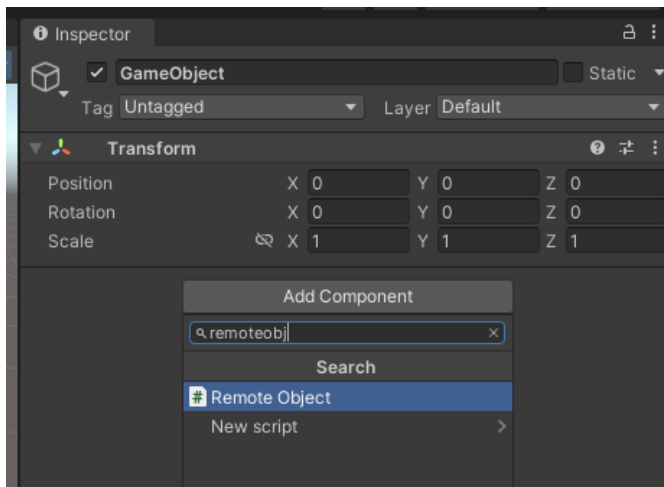 Inspector
GameObject Static
Tag Untagged Layer Default
Transform
Position X 0 Y 0 Z 0
Rotation X 0 Y 0 Z 0
Scale X 1 Y 1 Z 1
Add Component
remoteobj
Search
# Remote Object
New script